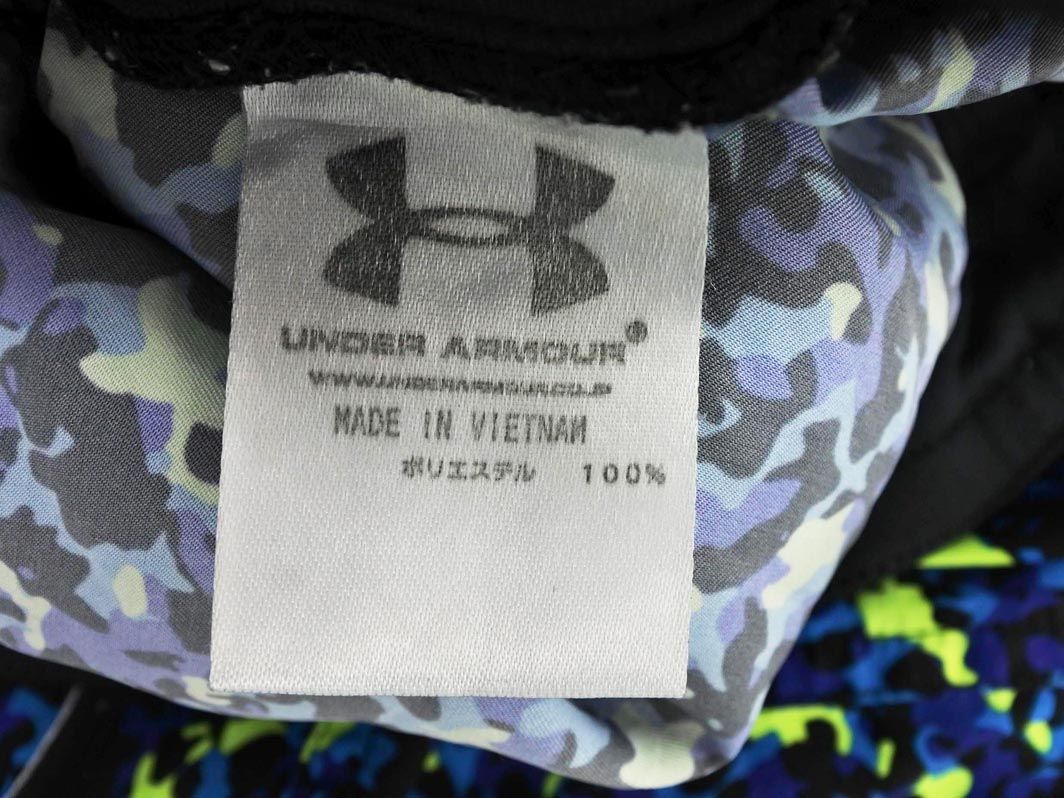 UNDER ARMOUR®
WWW.UNDERARMOUR.CO.JP
MADE IN VIETNAM
ポリエステル 100%